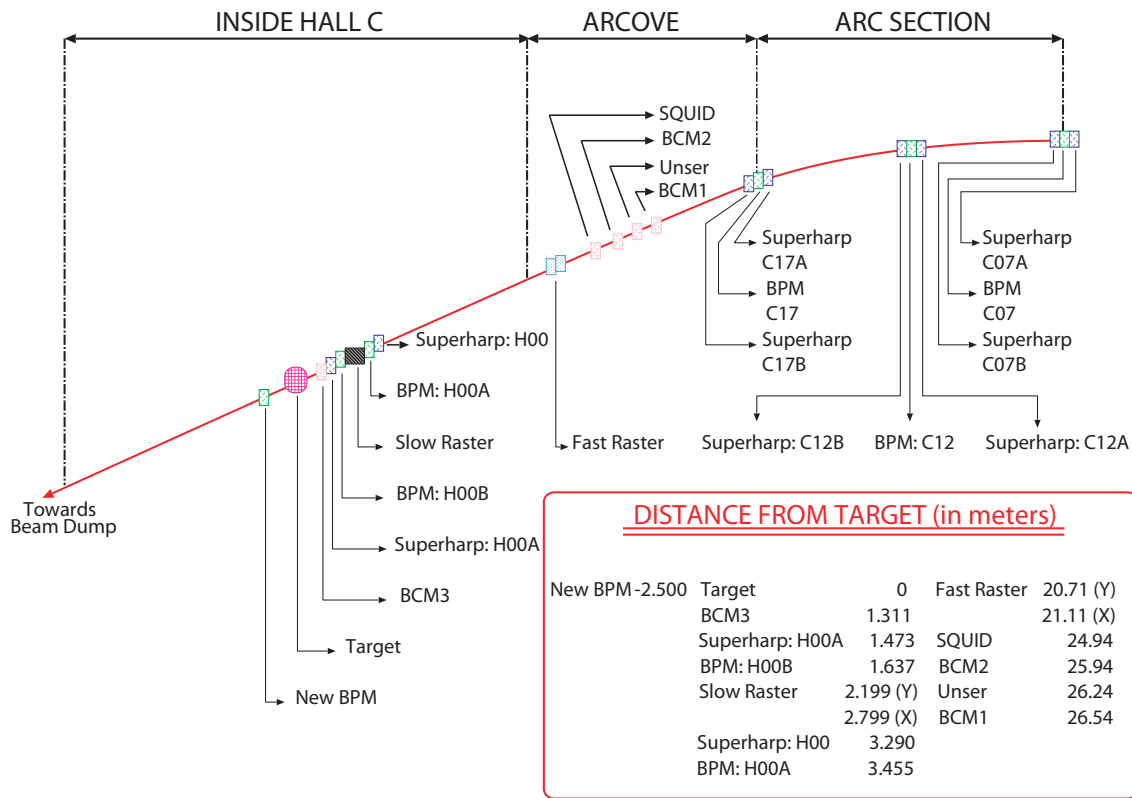 INSIDE HALL C
ARCOVE
ARC SECTION
SQUID
BCM2
Unser
BCM1
Superharp
C17A
BPM
C17
Superharp
C17B
Superharp
C07A
BPM
C07
Superharp
C07B
Superharp: H00
BPM: H00A
Slow Raster
Fast Raster
Superharp: C12B
BPM: C12
Superharp: C12A
BPM: H00B
Towards
Beam Dump
Superharp: H00A
BCM3
Target
New BPM
DISTANCE FROM TARGET (in meters)
New BPM -2.500 Target 0 Fast Raster 20.71 (Y)
BCM3 1.311 21.11 (X)
Superharp: H00A 1.473 SQUID 24.94
BPM: H00B 1.637 BCM2 25.94
Slow Raster 2.199 (Y) Unser 26.24
2.799 (X) BCM1 26.54
Superharp: H00 3.290
BPM: H00A 3.455